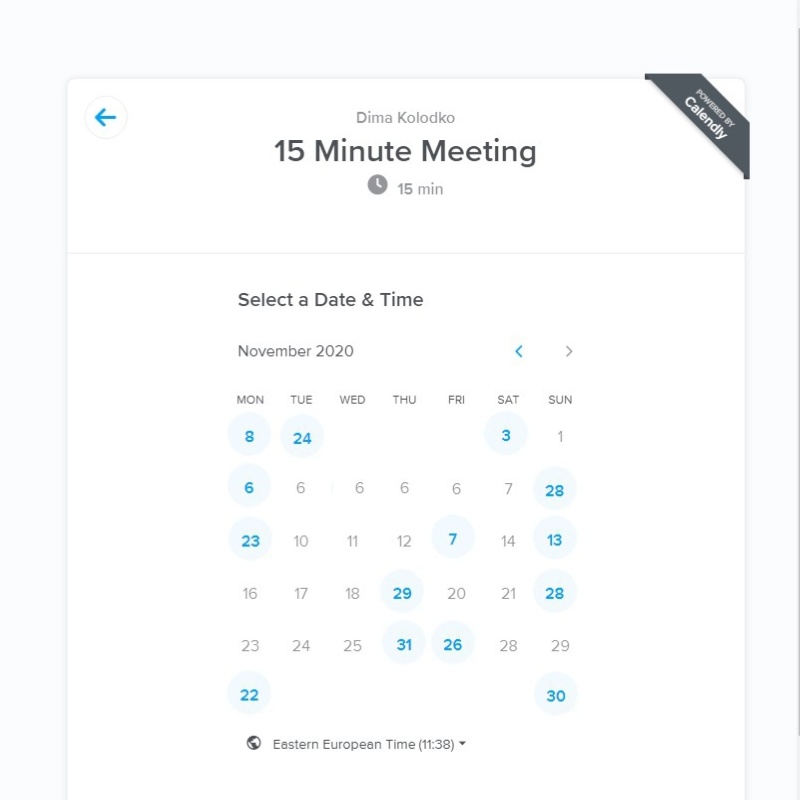 POWERED BY
Calendly
Dima Kolodko
15 Minute Meeting
15 min
Select a Date & Time
November 2020
MON TUE WED THU FRI SAT SUN
8 24 3 1
6 6 6 6 6 7 28
23 10 11 12 7 14 13
16 17 18 29 20 21 28
23 24 25 31 26 28 29
22 30
Eastern European Time (11:38)